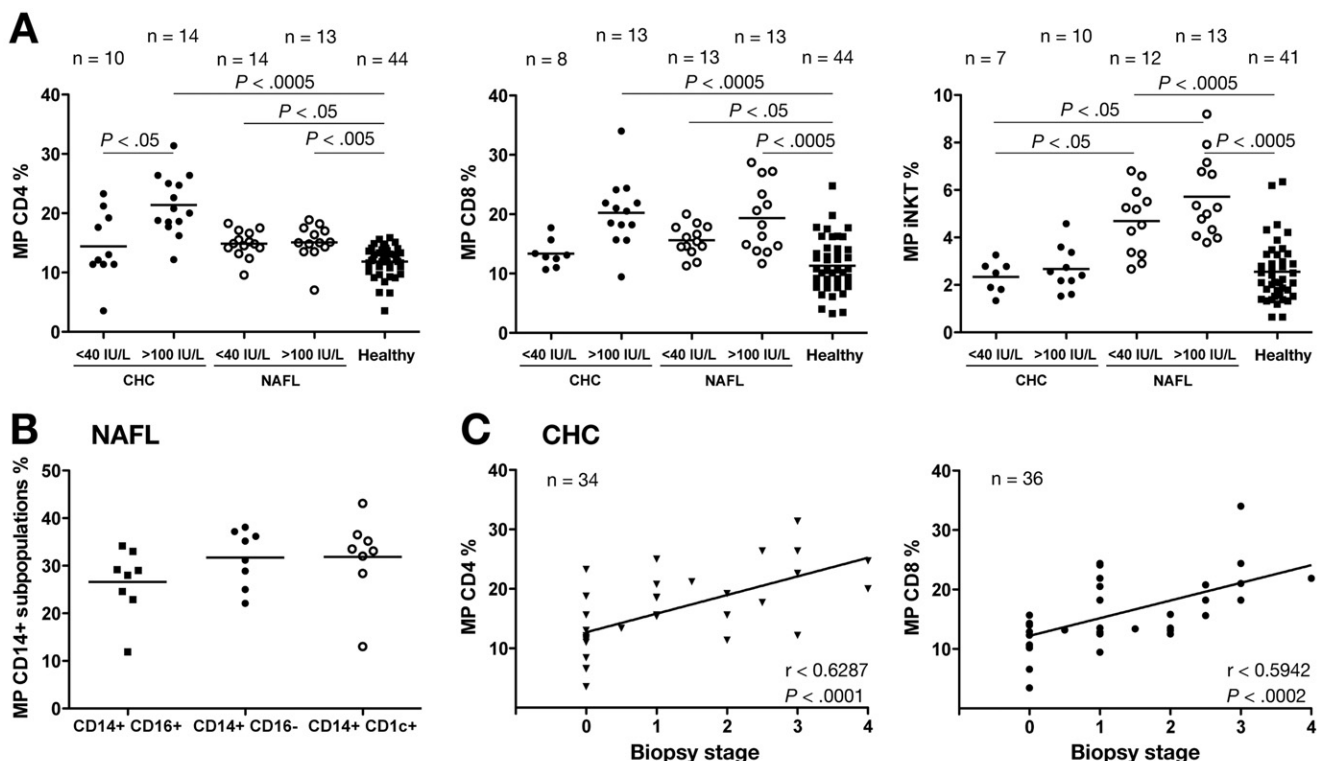 A
n = 10
n = 14
n = 14
n = 13
n = 44
P < .0005
P < .05
P < .05
P < .005
MP CD4 %
40
30
20
10
0
<40 IU/L >100 IU/L <40 IU/L >100 IU/L Healthy
CHC NAFL
n = 8
n = 13
n = 13
n = 13
n = 44
P < .0005
P < .05
P < .0005
MP CD8 %
40
30
20
10
0
<40 IU/L >100 IU/L <40 IU/L >100 IU/L Healthy
CHC NAFL
n = 7
n = 10
n = 12
n = 13
n = 41
P < .0005
P < .05
P < .05
P < .0005
MP iNKT %
10
8
6
4
2
0
<40 IU/L >100 IU/L <40 IU/L >100 IU/L Healthy
CHC NAFL
B NAFL
MP CD14+ subpopulations %
50
40
30
20
10
0
CD14+ CD16+ CD14+ CD16- CD14+ CD1c+
C CHC
n = 34
MP CD4 %
40
30
20
10
r < 0.6287
P < .0001
0 1 2 3 4
Biopsy stage
n = 36
MP CD8 %
40
30
20
10
r < 0.5942
P < .0002
0 1 2 3 4
Biopsy stage